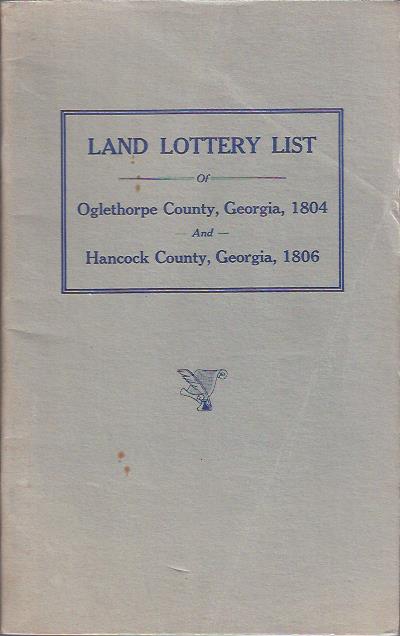 LAND LOTTERY LIST
Of
Oglethorpe County, Georgia, 1804
— And —
Hancock County, Georgia, 1806